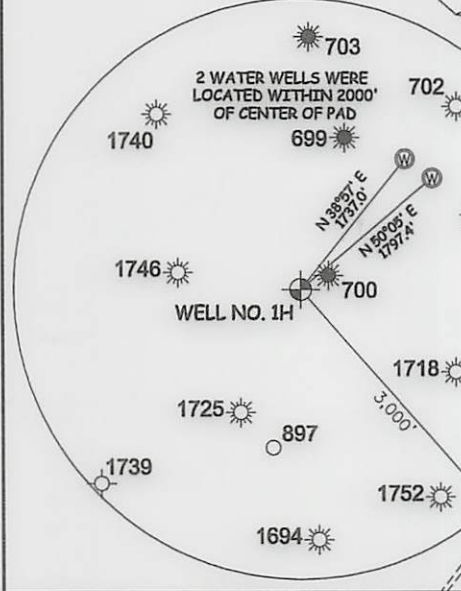 703
2 WATER WELLS WERE
LOCATED WITHIN 2000'
OF CENTER OF PAD
702
1740
699
W
W
N 38°57' E
1737.0'
N 50°05' E
1797.4'
1746
700
WELL NO. 1H
1718
3,000'
1725
897
1739
1752
1694